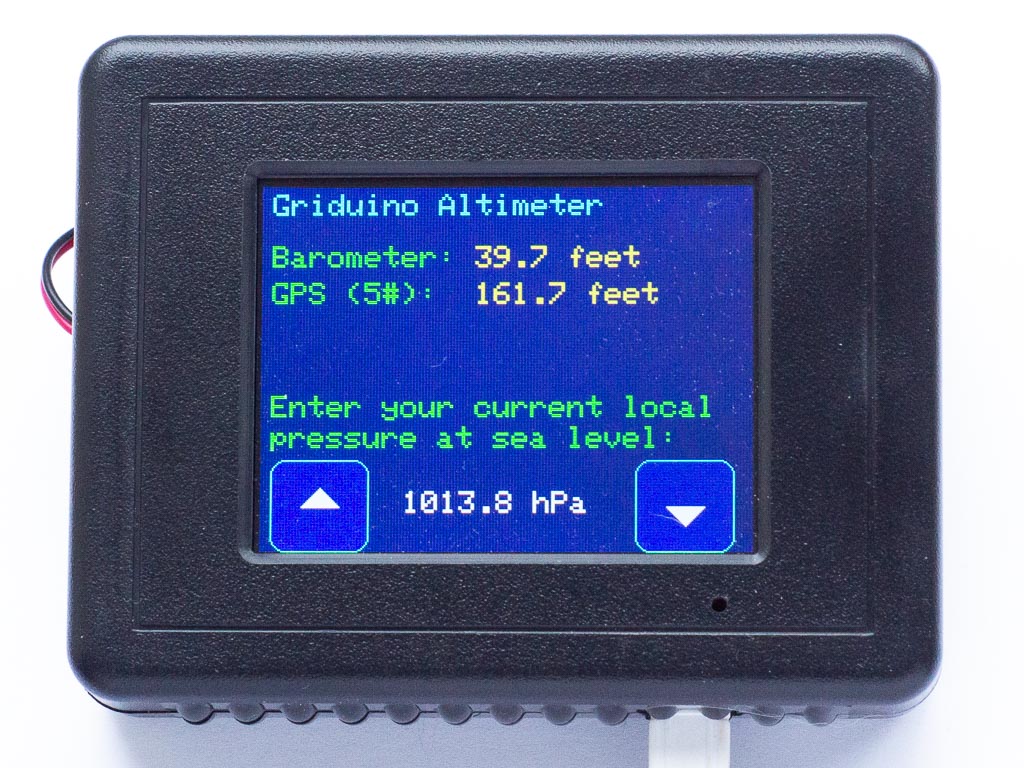 Griduino Altimeter
Barometer: 39.7 feet
GPS (5#): 161.7 feet
Enter your current local
pressure at sea level:
1013.8 hPa